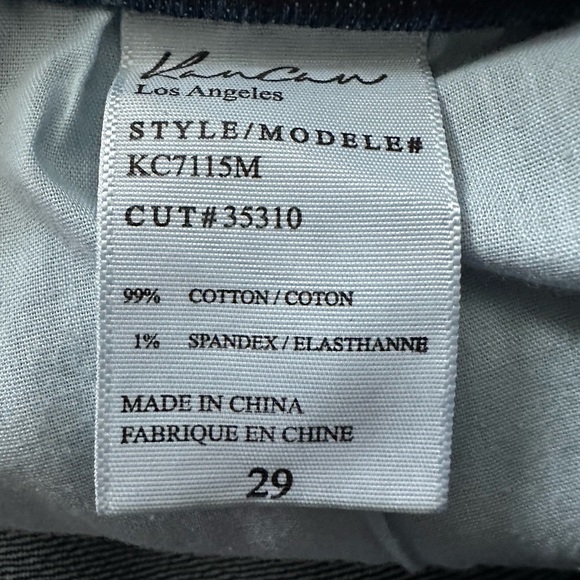 KanCan
Los Angeles
STYLE/MODELE#
KC7115M
CUT#35310
99% COTTON/COTON
1% SPANDEX/ELASTHANNE
MADE IN CHINA
FABRIQUE EN CHINE
29